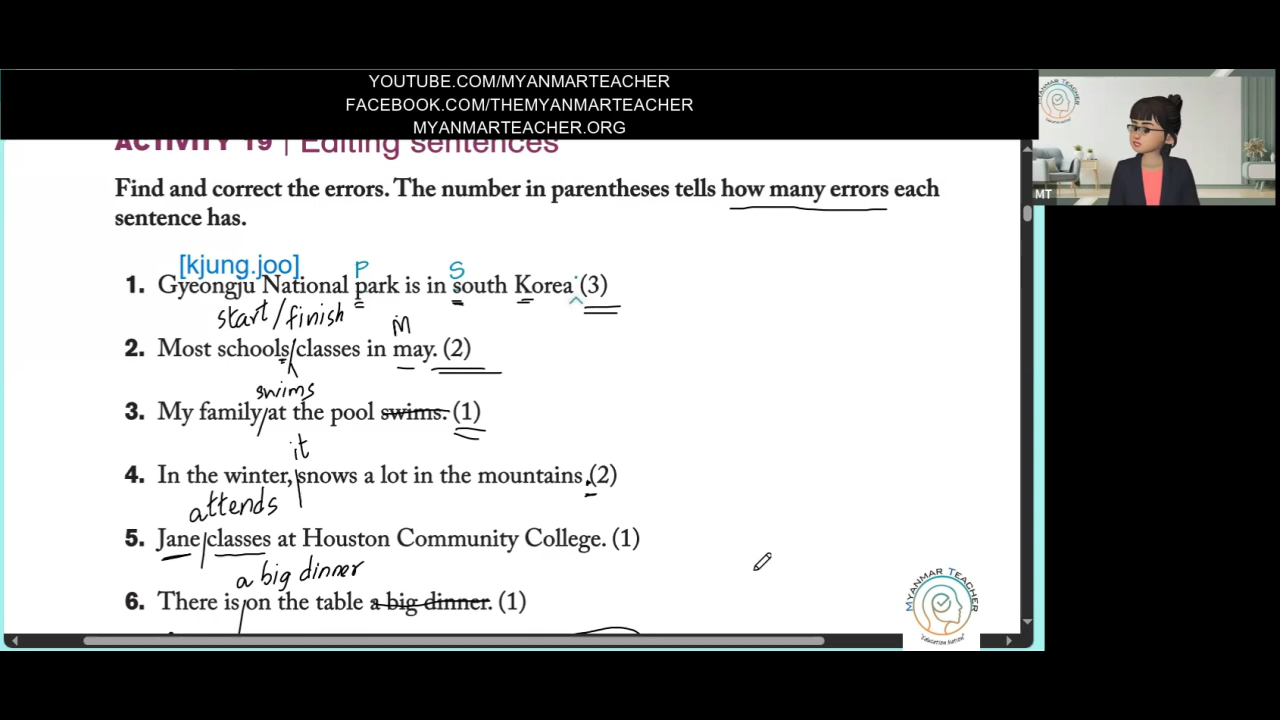 YOUTUBE.COM/MYANMARTEACHER
FACEBOOK.COM/THEMYANMARTEACHER
MYANMARTEACHER.ORG
MT
ACTIVITY 19 | Editing sentences
Find and correct the errors. The number in parentheses tells how many errors each
sentence has.
[kjung.joo] P S
1. Gyeongju National park is in south Korea (3)
start/finish M
2. Most schools/classes in may. (2)
swims
3. My family/at the pool swims. (1)
it
4. In the winter, snows a lot in the mountains.(2)
attends
5. Jane/classes at Houston Community College. (1)
a big dinner
6. There is/on the table a big dinner. (1)
MYANMAR TEACHER
"Education Nation"